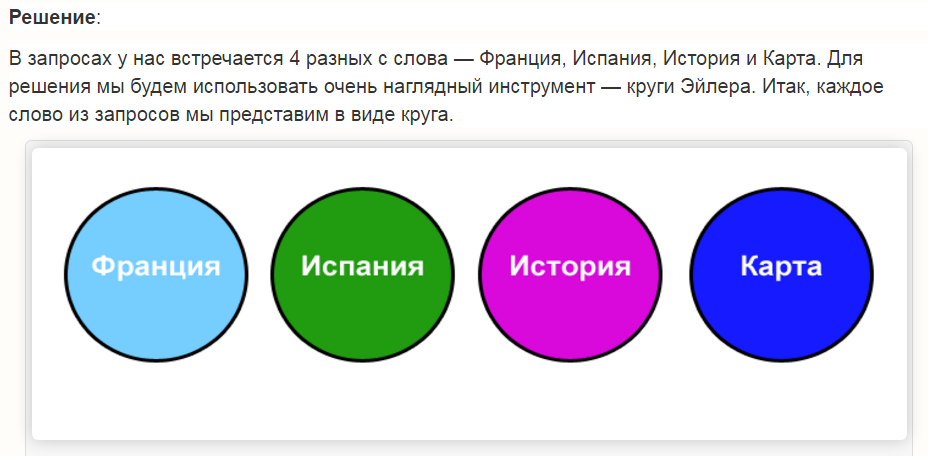 Решение:
В запросах у нас встречается 4 разных с слова — Франция, Испания, История и Карта. Для
решения мы будем использовать очень наглядный инструмент — круги Эйлера. Итак, каждое
слово из запросов мы представим в виде круга.
Франция
Испания
История
Карта